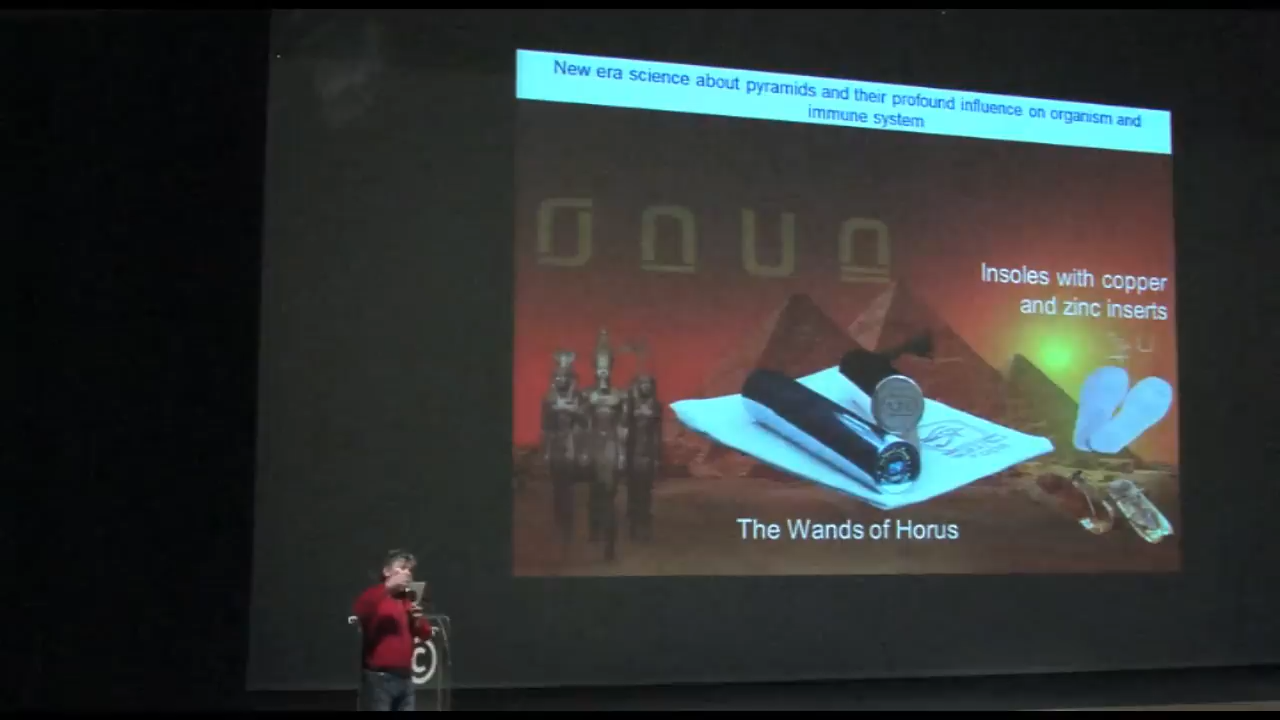 New era science about pyramids and their profound influence on organism and
immune system
Insoles with copper
and zinc inserts
The Wands of Horus
©